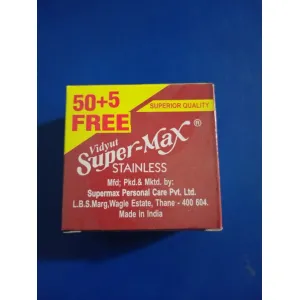 50+5
FREE
SUPERIOR QUALITY
Vidyut
Super-Max ®
STAINLESS
Mfd; Pkd.& Mktd. by:
Supermax Personal Care Pvt. Ltd.
L.B.S.Marg,Wagle Estate, Thane - 400 604.
Made in India